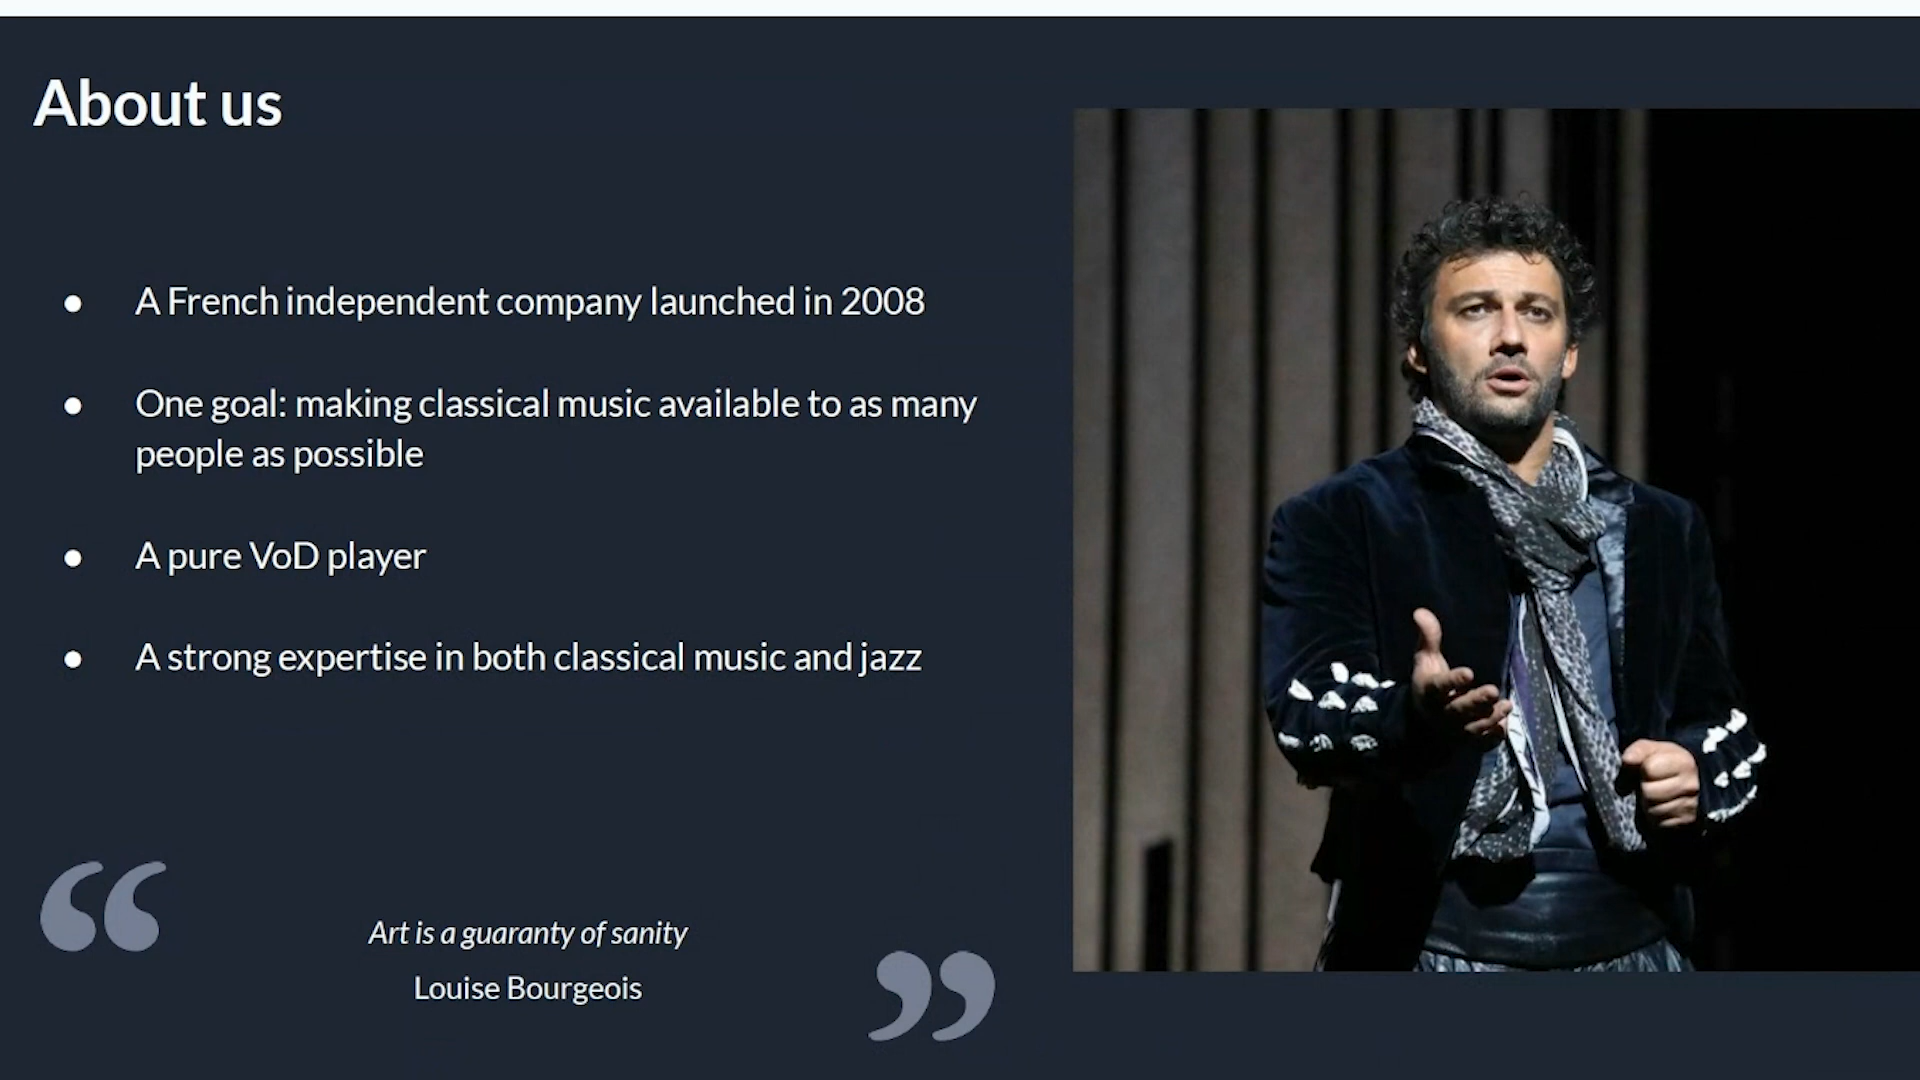 About us
● A French independent company launched in 2008
● One goal: making classical music available to as many
people as possible
● A pure VoD player
● A strong expertise in both classical music and jazz
“
Art is a guaranty of sanity
Louise Bourgeois
”